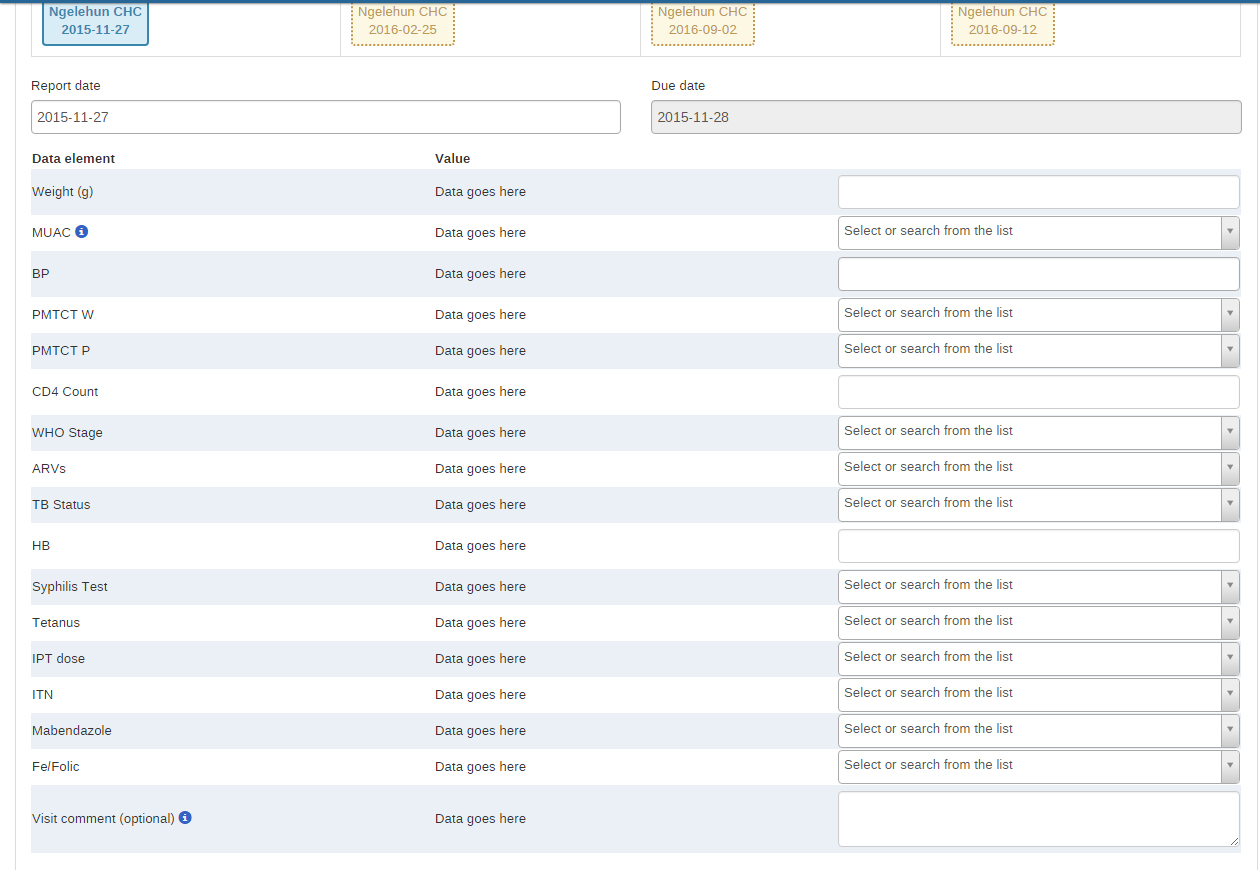 Ngelehun CHC Ngelehun CHC Ngelehun CHC Ngelehun CHC
2015-11-27 2016-02-25 2016-09-02 2016-09-12
Report date Due date
2015-11-27 2015-11-28
Data element Value
Weight (g) Data goes here
MUAC Data goes here Select or search from the list
BP Data goes here
PMTCT W Data goes here Select or search from the list
PMTCT P Data goes here Select or search from the list
CD4 Count Data goes here
WHO Stage Data goes here Select or search from the list
ARVs Data goes here Select or search from the list
TB Status Data goes here Select or search from the list
HB Data goes here
Syphilis Test Data goes here Select or search from the list
Tetanus Data goes here Select or search from the list
IPT dose Data goes here Select or search from the list
ITN Data goes here Select or search from the list
Mabendazole Data goes here Select or search from the list
Fe/Folic Data goes here Select or search from the list
Visit comment (optional) Data goes here